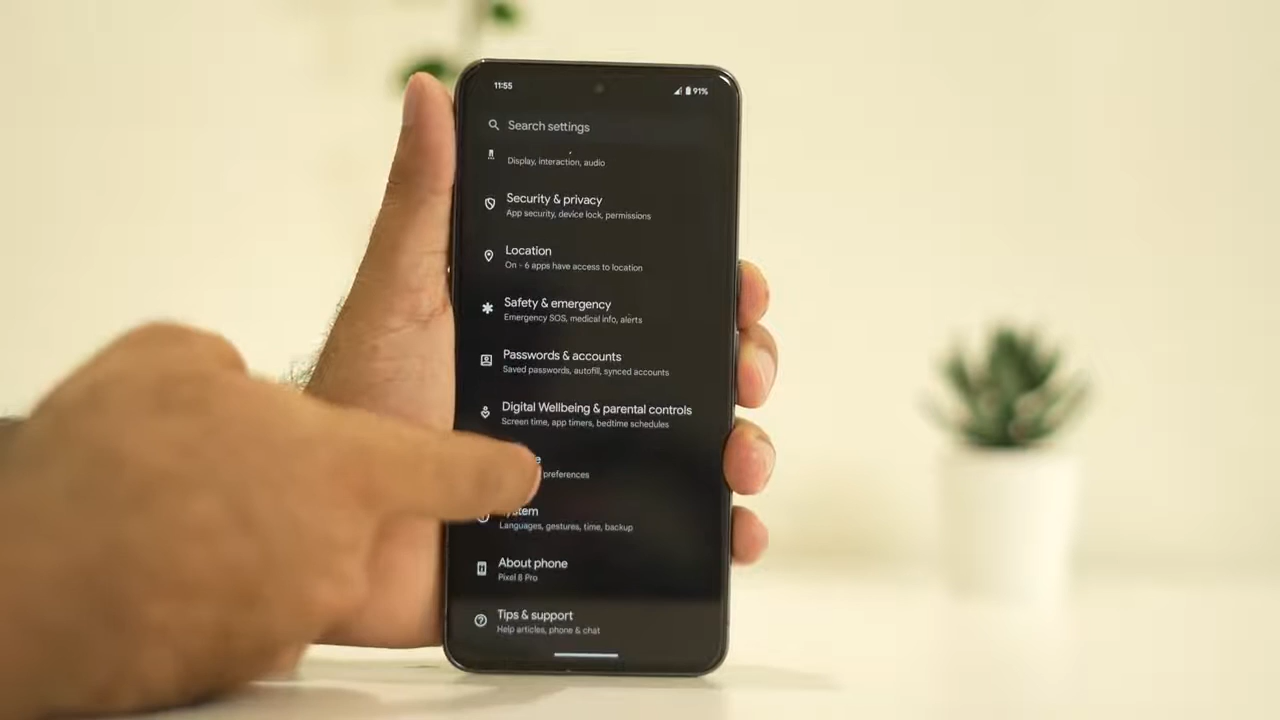 11:55
91%
Search settings
Display, interaction, audio
Security & privacy
App security, device lock, permissions
Location
On - 6 apps have access to location
Safety & emergency
Emergency SOS, medical info, alerts
Passwords & accounts
Saved passwords, autofill, synced accounts
Digital Wellbeing & parental controls
Screen time, app timers, bedtime schedules
preferences
ystem
Languages, gestures, time, backup
About phone
Pixel 8 Pro
Tips & support
Help articles, phone & chat